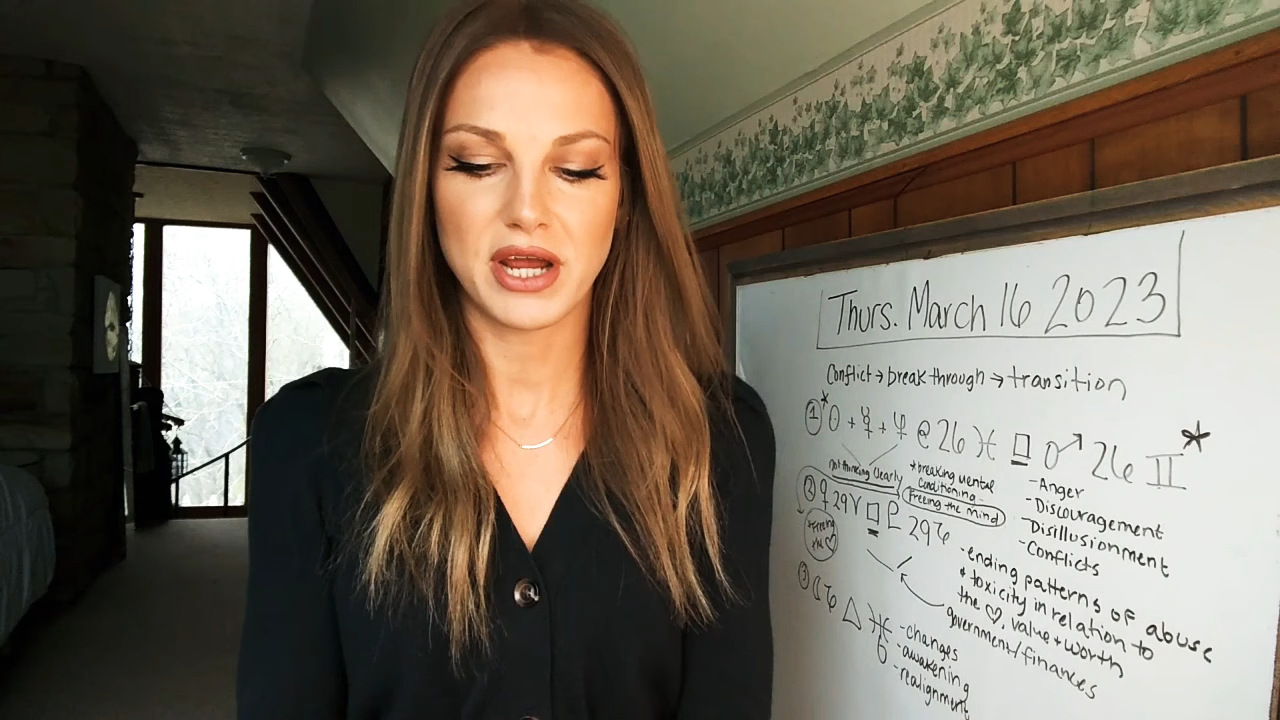 Thurs. March 16 2023
Conflict → break through → transition
① * ☉ + ☿ + ♆ @ 26 ♓ □ ♂ 26 ♊ *
not thinking clearly
* breaking mental
conditioning -
Freeing the mind
- Anger
- Discouragement
- Disillusionment
- Conflicts
② ♀ 29 ♈ □ ♇ 29 ♑
* Freeing
the ♡
- ending patterns of abuse
+ toxicity in relation to
the ♡, value + worth
government/finances
③ ☾ ♑ △ ♅
- changes
- awakening
- realignment